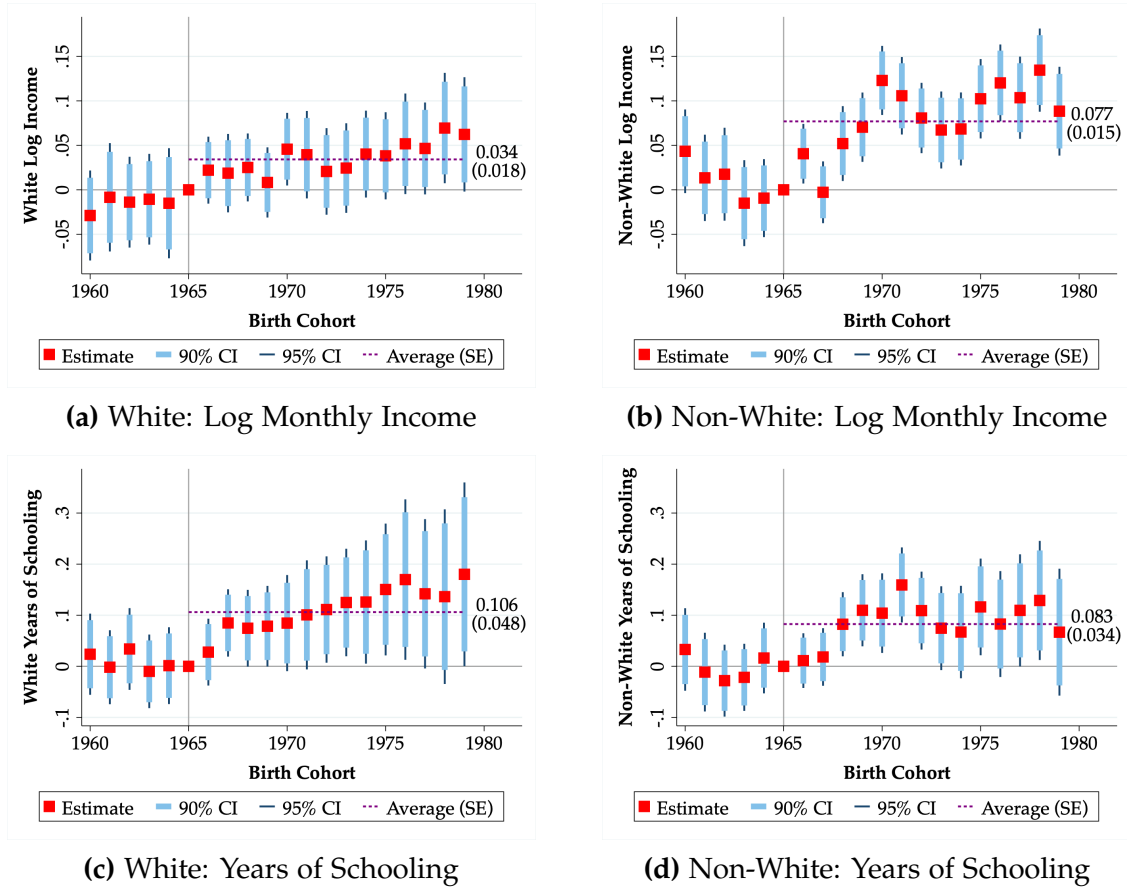 White Log Income
.15
.1
.05
0
-.05
0.034
(0.018)
1960 1965 1970 1975 1980
Birth Cohort
Estimate 90% CI 95% CI Average (SE)
(a) White: Log Monthly Income
Non-White Log Income
.15
.1
.05
0
-.05
0.077
(0.015)
1960 1965 1970 1975 1980
Birth Cohort
Estimate 90% CI 95% CI Average (SE)
(b) Non-White: Log Monthly Income
White Years of Schooling
.3
.2
.1
0
-.1
0.106
(0.048)
1960 1965 1970 1975 1980
Birth Cohort
Estimate 90% CI 95% CI Average (SE)
(c) White: Years of Schooling
Non-White Years of Schooling
.3
.2
.1
0
-.1
0.083
(0.034)
1960 1965 1970 1975 1980
Birth Cohort
Estimate 90% CI 95% CI Average (SE)
(d) Non-White: Years of Schooling